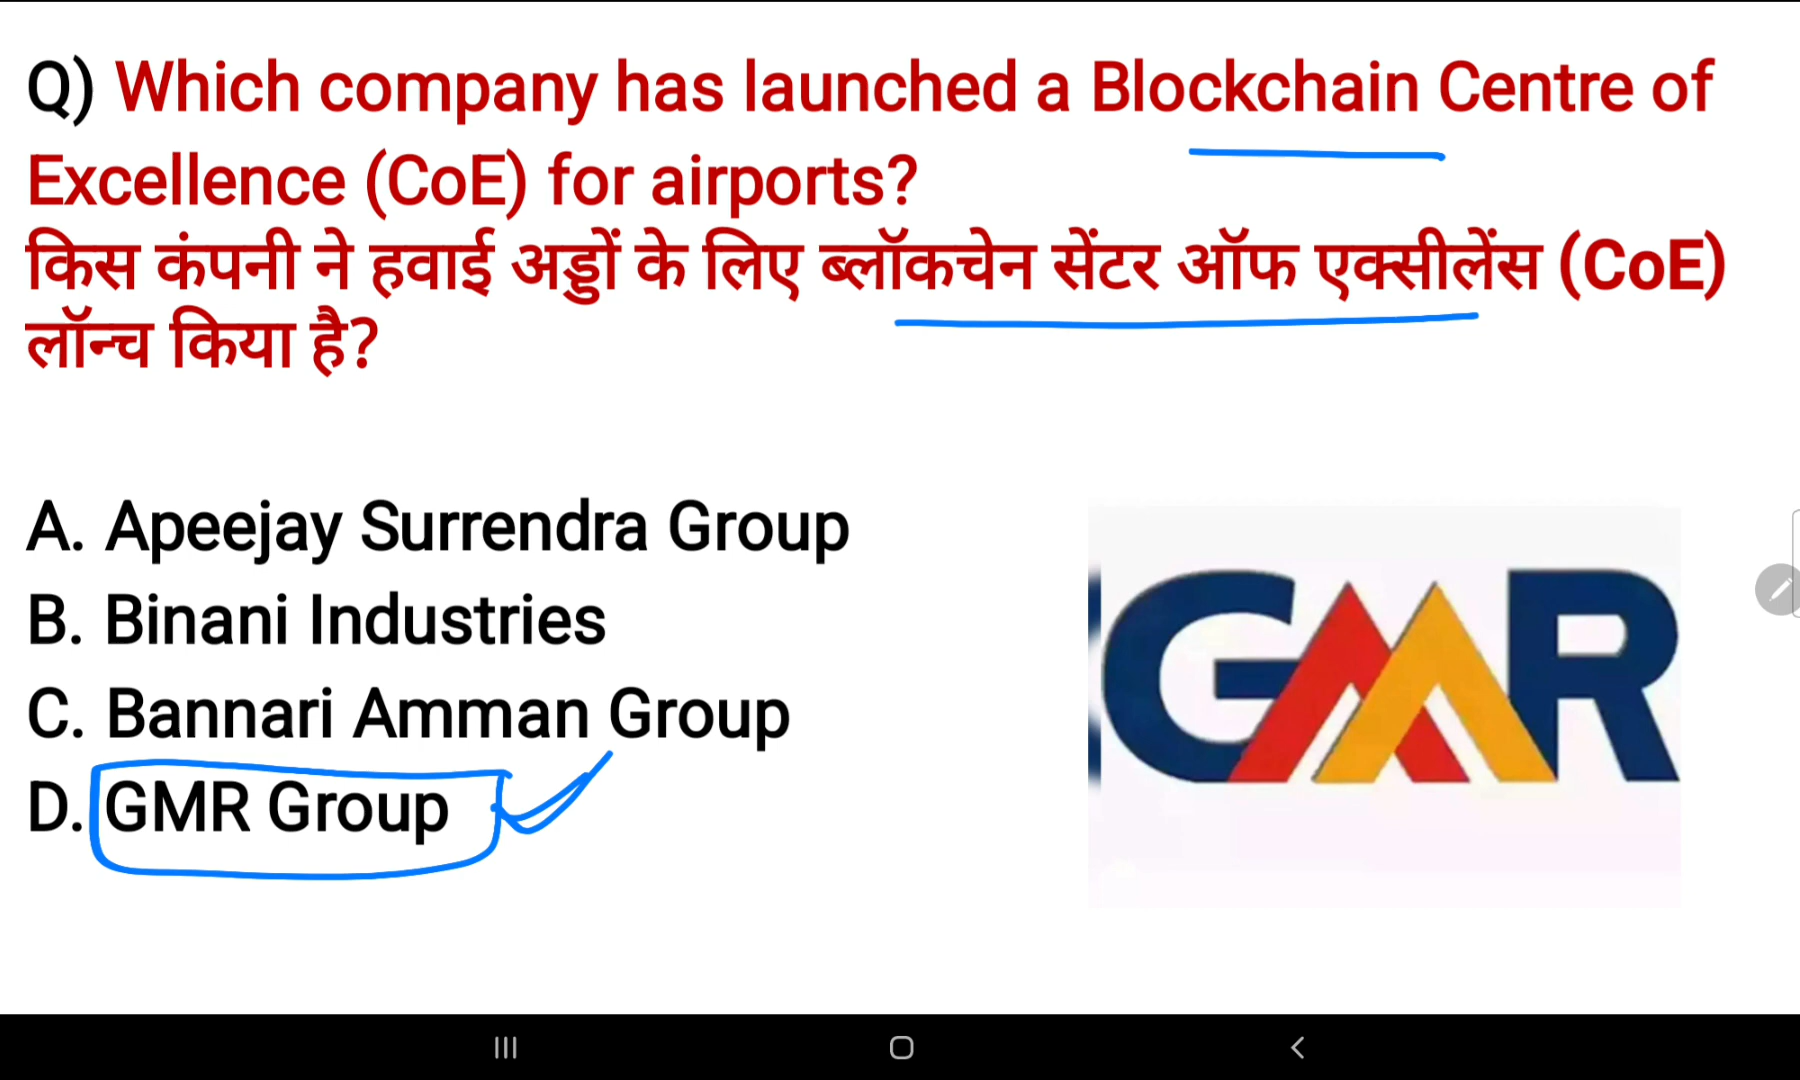 Q) Which company has launched a Blockchain Centre of
Excellence (CoE) for airports?
किस कंपनी ने हवाई अड्डों के लिए ब्लॉकचेन सेंटर ऑफ एक्सीलेंस (CoE)
लॉन्च किया है?
A. Apeejay Surrendra Group
B. Binani Industries
C. Bannari Amman Group
D. GMR Group
GMR